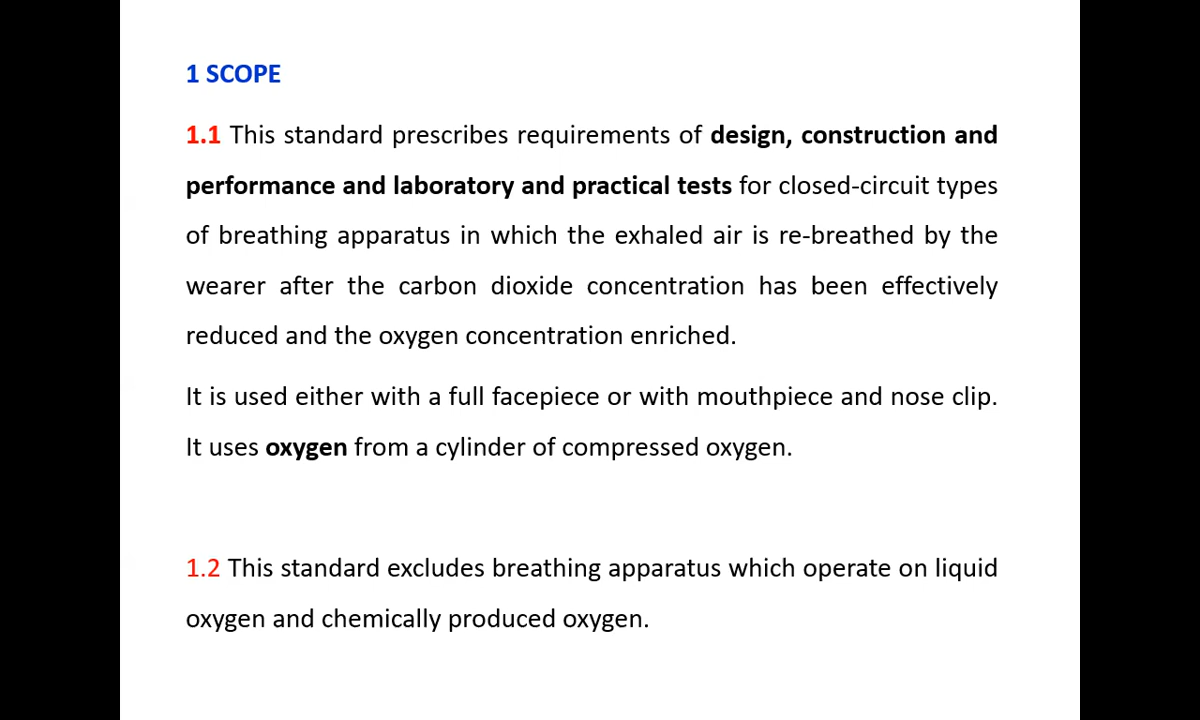 1 SCOPE
1.1 This standard prescribes requirements of design, construction and
performance and laboratory and practical tests for closed-circuit types
of breathing apparatus in which the exhaled air is re-breathed by the
wearer after the carbon dioxide concentration has been effectively
reduced and the oxygen concentration enriched.
It is used either with a full facepiece or with mouthpiece and nose clip.
It uses oxygen from a cylinder of compressed oxygen.
1.2 This standard excludes breathing apparatus which operate on liquid
oxygen and chemically produced oxygen.